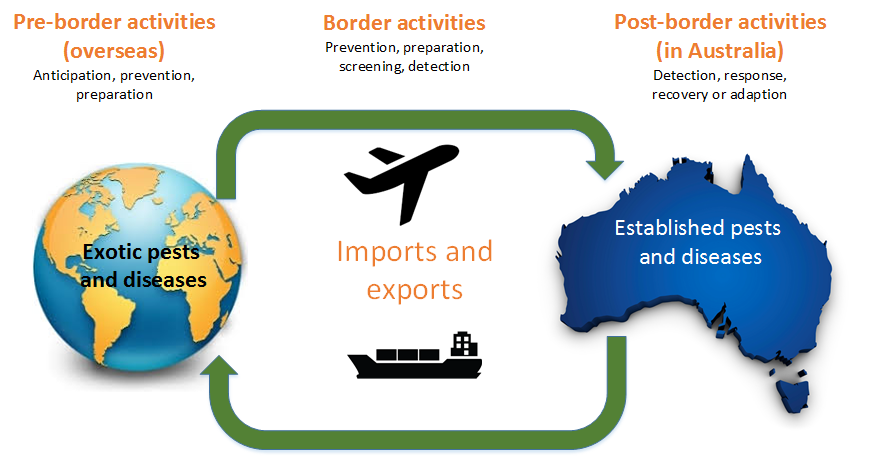 Pre-border activities
(overseas)
Anticipation, prevention,
preparation
Border activities
Prevention, preparation,
screening, detection
Post-border activities
(in Australia)
Detection, response,
recovery or adaption
Exotic pests
and diseases
Imports and
exports
Established pests
and diseases